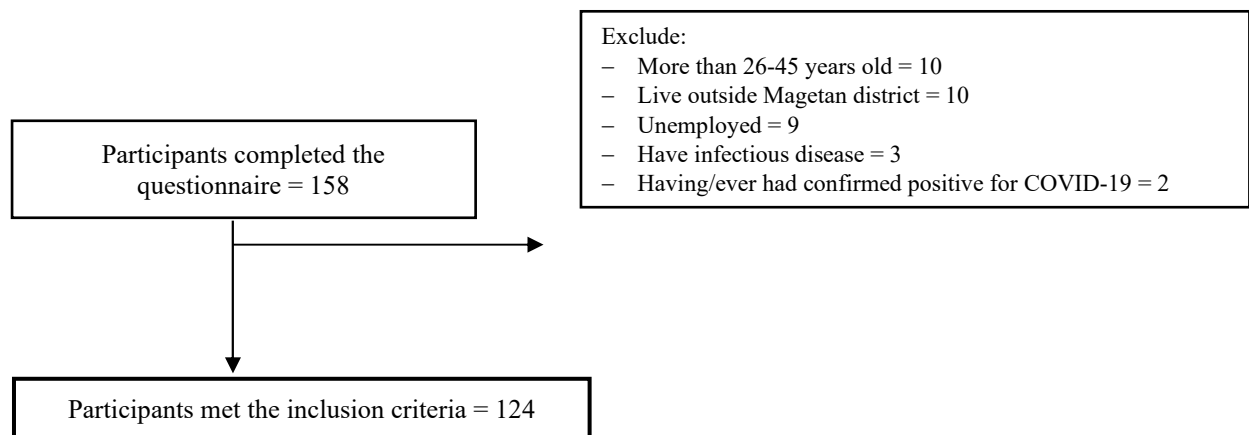 Exclude:
– More than 26-45 years old = 10
– Live outside Magetan district = 10
– Unemployed = 9
– Have infectious disease = 3
– Having/ever had confirmed positive for COVID-19 = 2
Participants completed the
questionnaire = 158
Participants met the inclusion criteria = 124